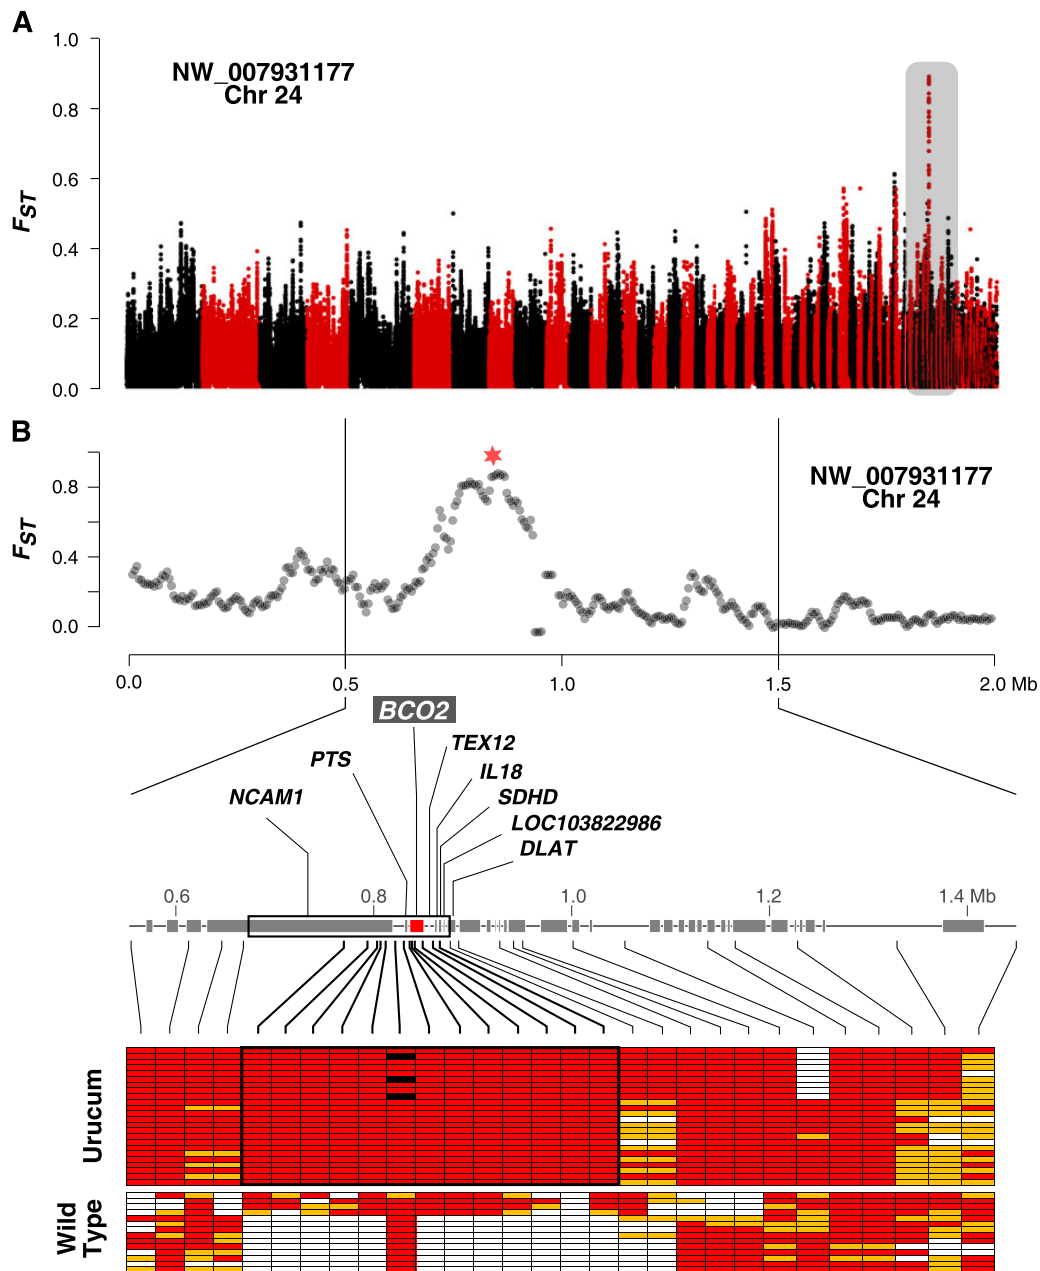 A
1.0
0.8
0.6
0.4
0.2
0.0
FST
NW_007931177
Chr 24
B
0.8
0.4
0.0
FST
NW_007931177
Chr 24
0.0
0.5
1.0
1.5
2.0 Mb
BCO2
TEX12
PTS
IL18
NCAM1
SDHD
LOC103822986
DLAT
0.6
0.8
1.0
1.2
1.4 Mb
Urucum
Wild
Type